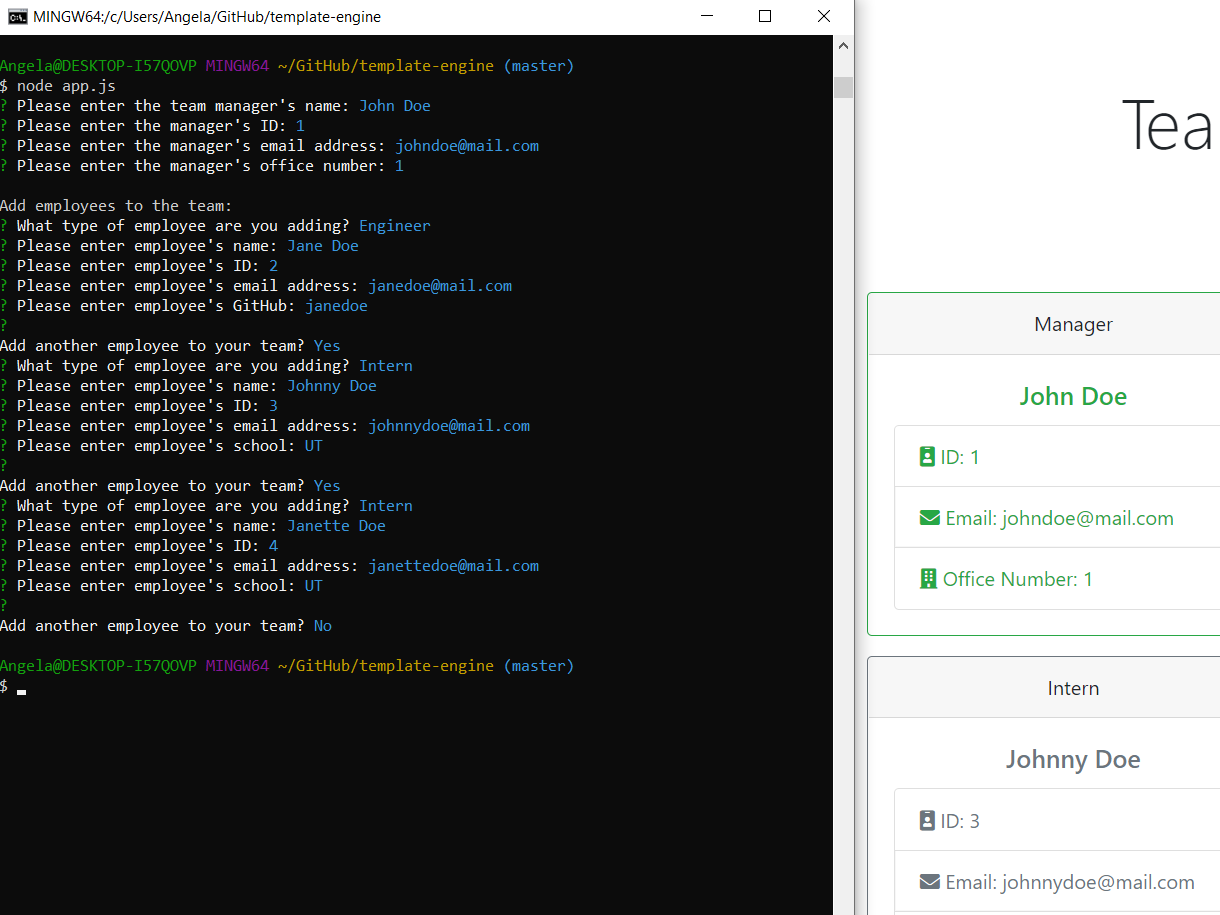 MINGW64:/c/Users/Angela/GitHub/template-engine
Angela@DESKTOP-I57QOVP MINGW64 ~/GitHub/template-engine (master)
$ node app.js
? Please enter the team manager's name: John Doe
? Please enter the manager's ID: 1
? Please enter the manager's email address: johndoe@mail.com
? Please enter the manager's office number: 1
Add employees to the team:
? What type of employee are you adding? Engineer
? Please enter employee's name: Jane Doe
? Please enter employee's ID: 2
? Please enter employee's email address: janedoe@mail.com
? Please enter employee's GitHub: janedoe
?
Add another employee to your team? Yes
? What type of employee are you adding? Intern
? Please enter employee's name: Johnny Doe
? Please enter employee's ID: 3
? Please enter employee's email address: johnnydoe@mail.com
? Please enter employee's school: UT
?
Add another employee to your team? Yes
? What type of employee are you adding? Intern
? Please enter employee's name: Janette Doe
? Please enter employee's ID: 4
? Please enter employee's email address: janettedoe@mail.com
? Please enter employee's school: UT
?
Add another employee to your team? No
Angela@DESKTOP-I57QOVP MINGW64 ~/GitHub/template-engine (master)
$
Tea
Manager
John Doe
ID: 1
Email: johndoe@mail.com
Office Number: 1
Intern
Johnny Doe
ID: 3
Email: johnnydoe@mail.com